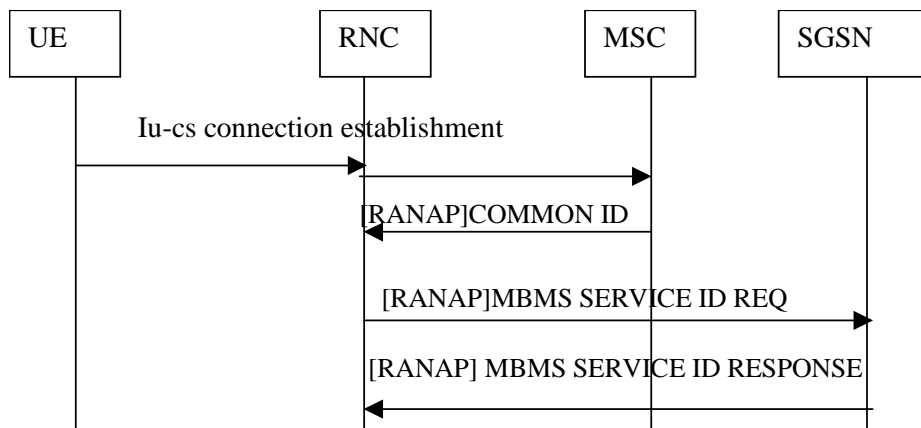 UE RNC MSC SGSN
Iu-cs connection establishment
[RANAP]COMMON ID
[RANAP]MBMS SERVICE ID REQ
[RANAP] MBMS SERVICE ID RESPONSE